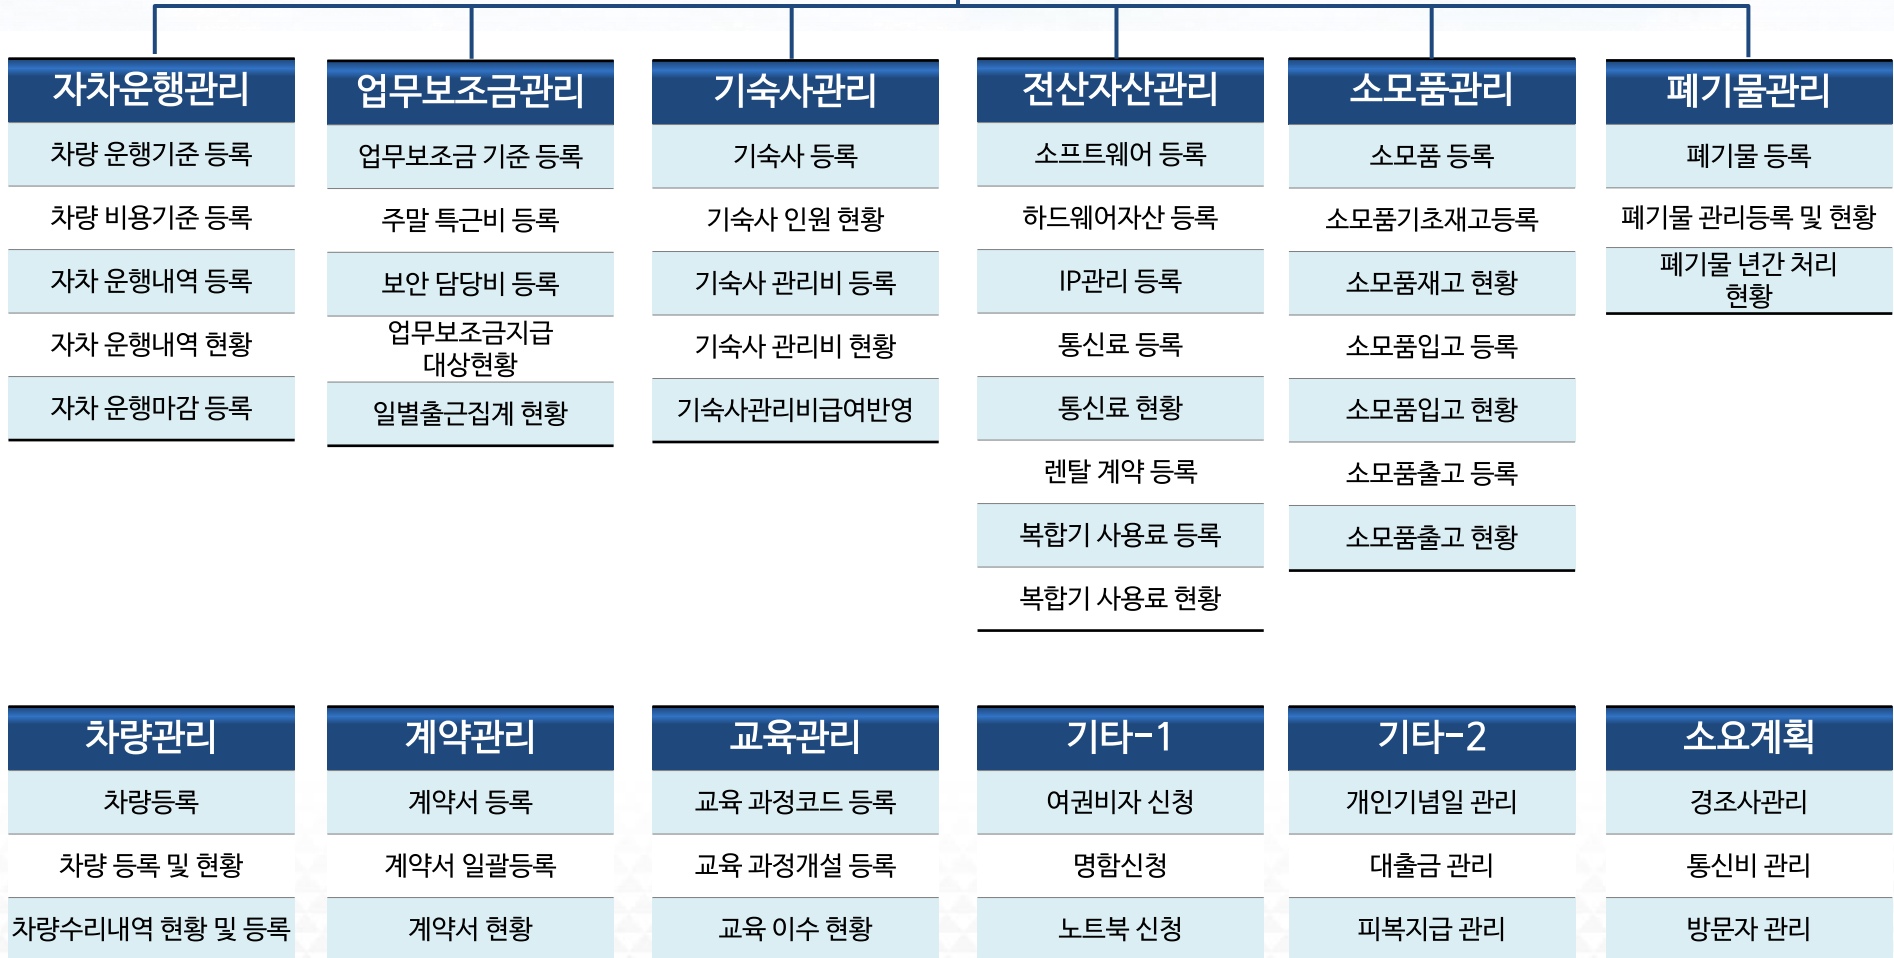 자차운행관리
차량 운행기준 등록
차량 비용기준 등록
자차 운행내역 등록
자차 운행내역 현황
자차 운행마감 등록
업무보조금관리
업무보조금 기준 등록
주말 특근비 등록
보안 담당비 등록
업무보조금지급
대상현황
일별출근집계 현황
기숙사관리
기숙사 등록
기숙사 인원 현황
기숙사 관리비 등록
기숙사 관리비 현황
기숙사관리비급여반영
전산자산관리
소프트웨어 등록
하드웨어자산 등록
IP관리 등록
통신료 등록
통신료 현황
렌탈 계약 등록
복합기 사용료 등록
복합기 사용료 현황
소모품관리
소모품 등록
소모품기초재고등록
소모품재고 현황
소모품입고 등록
소모품입고 현황
소모품출고 등록
소모품출고 현황
폐기물관리
폐기물 등록
폐기물 관리등록 및 현황
폐기물 년간 처리
현황
차량관리
차량등록
차량 등록 및 현황
차량수리내역 현황 및 등록
계약관리
계약서 등록
계약서 일괄등록
계약서 현황
교육관리
교육 과정코드 등록
교육 과정개설 등록
교육 이수 현황
기타-1
여권비자 신청
명함신청
노트북 신청
기타-2
개인기념일 관리
대출금 관리
피복지급 관리
소요계획
경조사관리
통신비 관리
방문자 관리